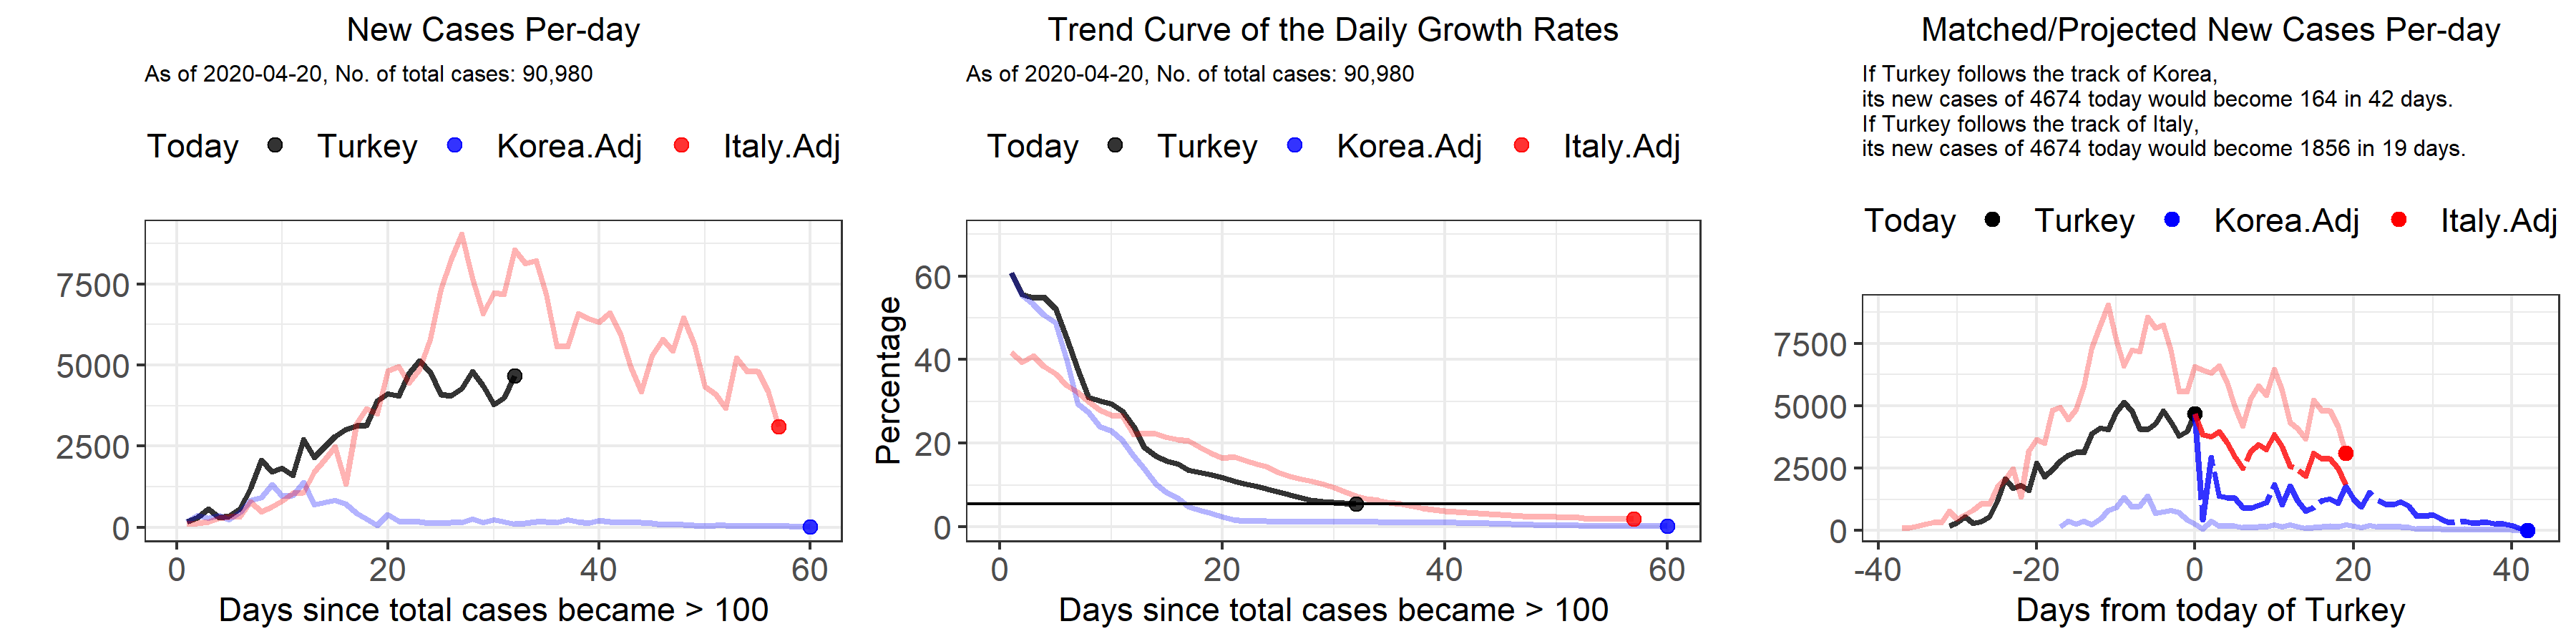 New Cases Per-day
As of 2020-04-20, No. of total cases: 90,980
Today Turkey Korea.Adj Italy.Adj
7500
5000
2500
0
0 20 40 60
Days since total cases became > 100
Trend Curve of the Daily Growth Rates
As of 2020-04-20, No. of total cases: 90,980
Today Turkey Korea.Adj Italy.Adj
Percentage
60
40
20
0
0 20 40 60
Days since total cases became > 100
Matched/Projected New Cases Per-day
If Turkey follows the track of Korea,
its new cases of 4674 today would become 164 in 42 days.
If Turkey follows the track of Italy,
its new cases of 4674 today would become 1856 in 19 days.
Today Turkey Korea.Adj Italy.Adj
7500
5000
2500
0
-40 -20 0 20 40
Days from today of Turkey